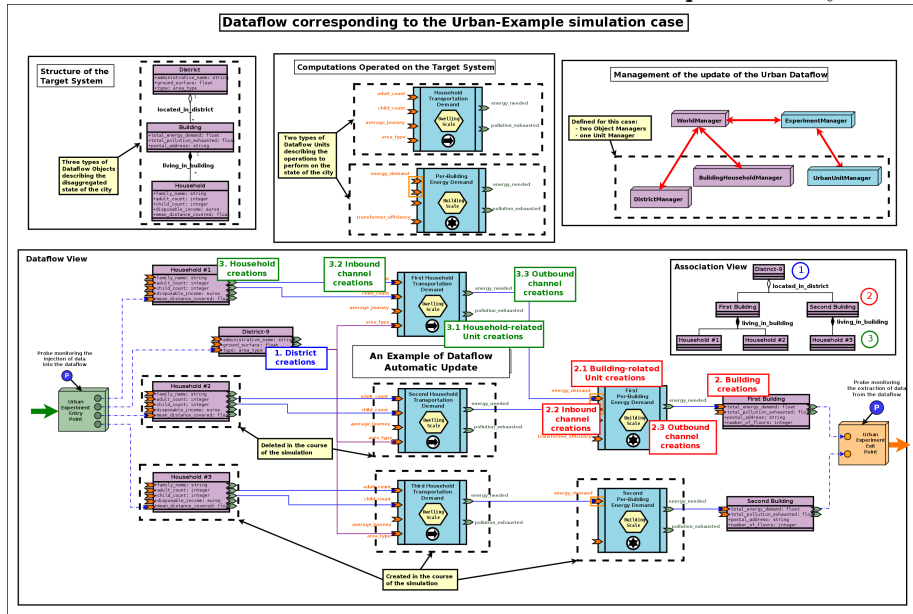 Dataflow corresponding to the Urban-Example simulation case
Structure of the
Target System
District
+administrative_name: string
+ground_surface: float
+type: area_type
located_in_district
Building
+total_energy_demand: float
+total_pollution_exhausted: float
+postal_address: string
living_in_building
Household
+family_name: string
+adult_count: integer
+child_count: integer
+disposable_income: euros
+mean_distance_covered: float
Three types of
Dataflow Objects
describing the
disaggregated
state of the city
Computations Operated on the Target System
adult_count
child_count
average_journey
area_type
Household
Transportation
Demand
Dwelling
Scale
energy_needed
pollution_exhausted
Two types of
Dataflow Units
describing the
operations to
perform on the
state of the city
energy_demand
transformer_efficiency
Per-Building
Energy Demand
Building
Scale
energy_needed
pollution_exhausted
Management of the update of the Urban Dataflow
Defined for this case:
- two Object Managers
- one Unit Manager
WorldManager
ExperimentManager
BuildingHouseholdManager
UrbanUnitManager
DistrictManager
Dataflow View
Household #1
+family_name: string
+adult_count: integer
+child_count: integer
+disposable_income: euros
+mean_distance_covered:
3. Household
creations
3.2 Inbound
channel
creations
average_journey
area_type
First Household
Transportation
Demand
Dwelling
Scale
energy_needed
pollution_exhausted
3.3 Outbound
channel
creations
3.1 Household-related
Unit creations
District-9
+administrative_name: string
+ground_surface: float
type: area_type
1. District
creations
An Example of Dataflow
Automatic Update
Association View
District-9
1
located_in_district
First Building
Second Building
2
living_in_building
living_in_building
Household #1
Household #2
Household #3
3
Probe monitoring the
injection of data
into the dataflow
P
Urban
Experiment
Entry
Point
Household #2
+family_name: string
+adult_count: integer
+child_count: integer
+disposable_income: euros
+mean_distance_covered:
Deleted in the course
of the simulation
adult_count
child_count
average_journey
area_type
Second Household
Transportation
Demand
Dwelling
Scale
energy_needed
pollution_exhausted
2.1 Building-related
Unit creations
energy_demand
2.2 Inbound
channel
creations
First
Per-Building
Energy Demand
Building
Scale
energy_needed
2.3 Outbound
channel
creations
2. Building
creations
First Building
+total_energy_demand: float
+total_pollution_exhausted:
+postal_address: string
+number_of_floors: integer
Probe monitoring
the extraction of data
from the dataflow
P
Urban
Experiment
Exit
Point
Household #3
+family_name: string
+adult_count: integer
+child_count: integer
+disposable_income: euros
+mean_distance_covered:
adult_count
child_count
average_journey
area_type
Third Household
Transportation
Demand
Dwelling
Scale
energy_needed
pollution_exhausted
energy_demand
Second
Per-Building
Energy Demand
Building
Scale
energy_needed
pollution_exhausted
Second Building
+total_energy_demand: float
+total_pollution_exhausted:
+postal_address: string
+number_of_floors: integer
Created in the course
of the simulation